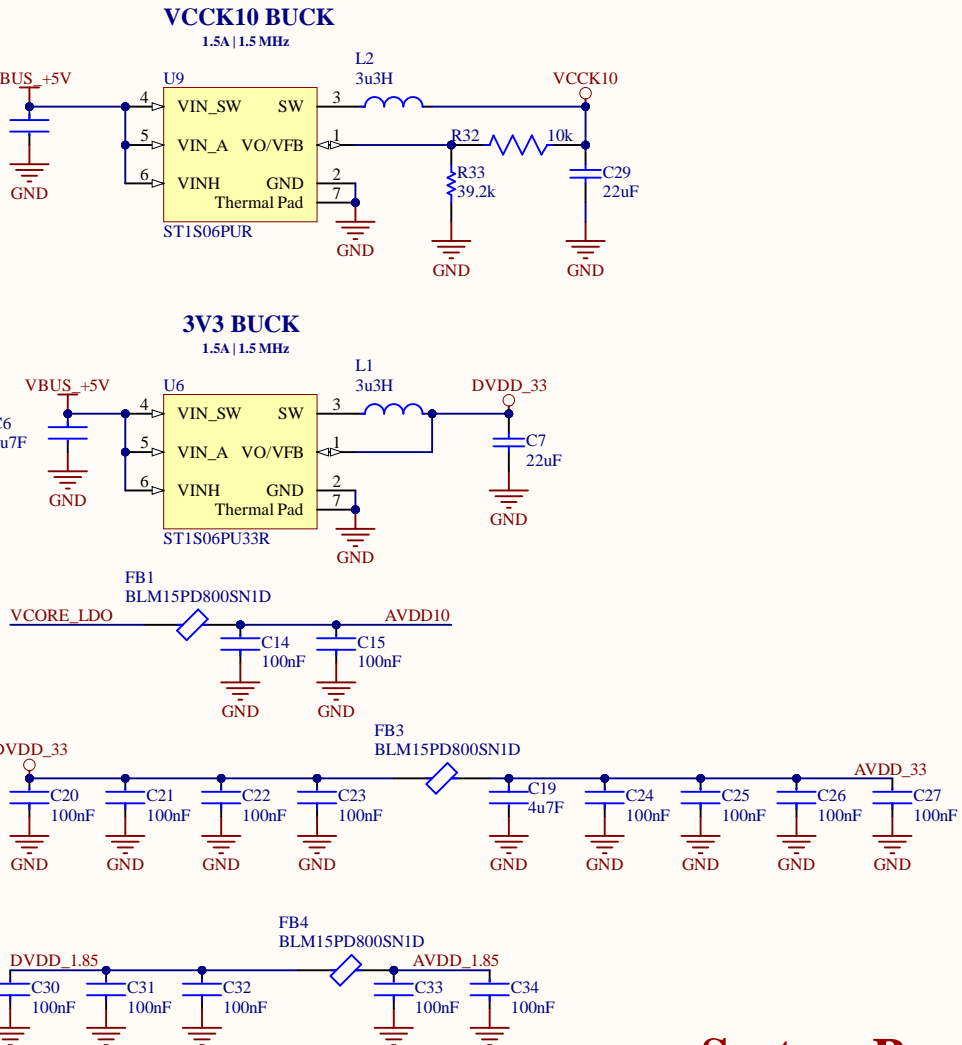 VCCK10 BUCK
1.5A | 1.5 MHz
BUS_+5V
GND
U9
4 VIN_SW SW 3
5 VIN_A VO/VFB 1
6 VINH GND 2
Thermal Pad 7
ST1S06PUR
GND
L2
3u3H
VCCK10
R32 10k
R33
39.2k
GND
C29
22uF
GND
3V3 BUCK
1.5A | 1.5 MHz
VBUS_+5V
u7F
GND
U6
4 VIN_SW SW 3
5 VIN_A VO/VFB 1
6 VINH GND 2
Thermal Pad 7
ST1S06PU33R
GND
L1
3u3H
DVDD_33
C7
22uF
GND
FB1
BLM15PD800SN1D
VCORE_LDO AVDD10
C14 C15
100nF 100nF
GND GND
FB3
BLM15PD800SN1D
DVDD_33 AVDD_33
C20 C21 C22 C23 C19 C24 C25 C26 C27
100nF 100nF 100nF 100nF 4u7F 100nF 100nF 100nF 100nF
GND GND GND GND GND GND GND GND GND
FB4
BLM15PD800SN1D
DVDD_1.85 AVDD_1.85
C30 C31 C32 C33 C34
100nF 100nF 100nF 100nF 100nF